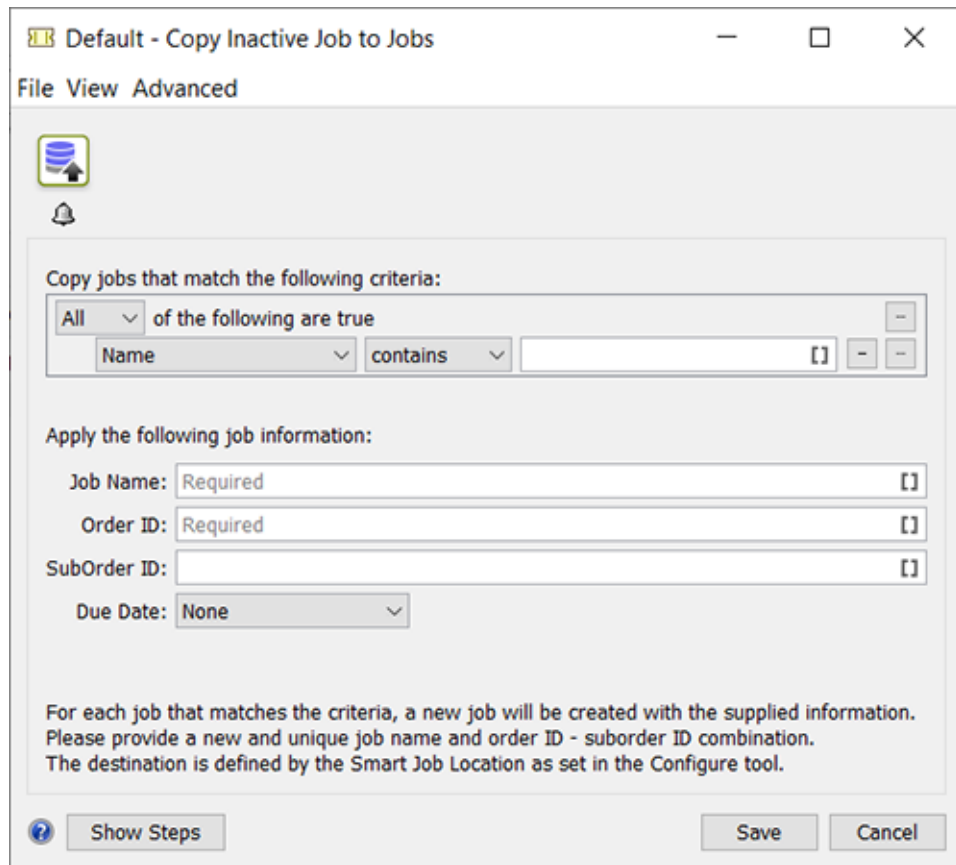 Default - Copy Inactive Job to Jobs
File View Advanced
Copy jobs that match the following criteria:
All of the following are true
Name contains [] - -
Apply the following job information:
Job Name: Required []
Order ID: Required []
SubOrder ID: []
Due Date: None
For each job that matches the criteria, a new job will be created with the supplied information.
Please provide a new and unique job name and order ID - suborder ID combination.
The destination is defined by the Smart Job Location as set in the Configure tool.
? Show Steps Save Cancel